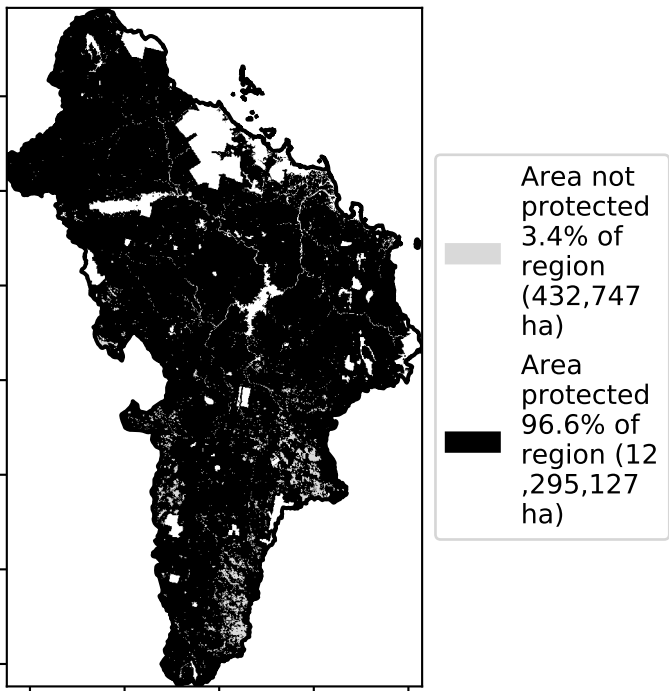 Area not
protected
3.4% of
region
(432,747
ha)
Area
protected
96.6% of
region (12
,295,127
ha)